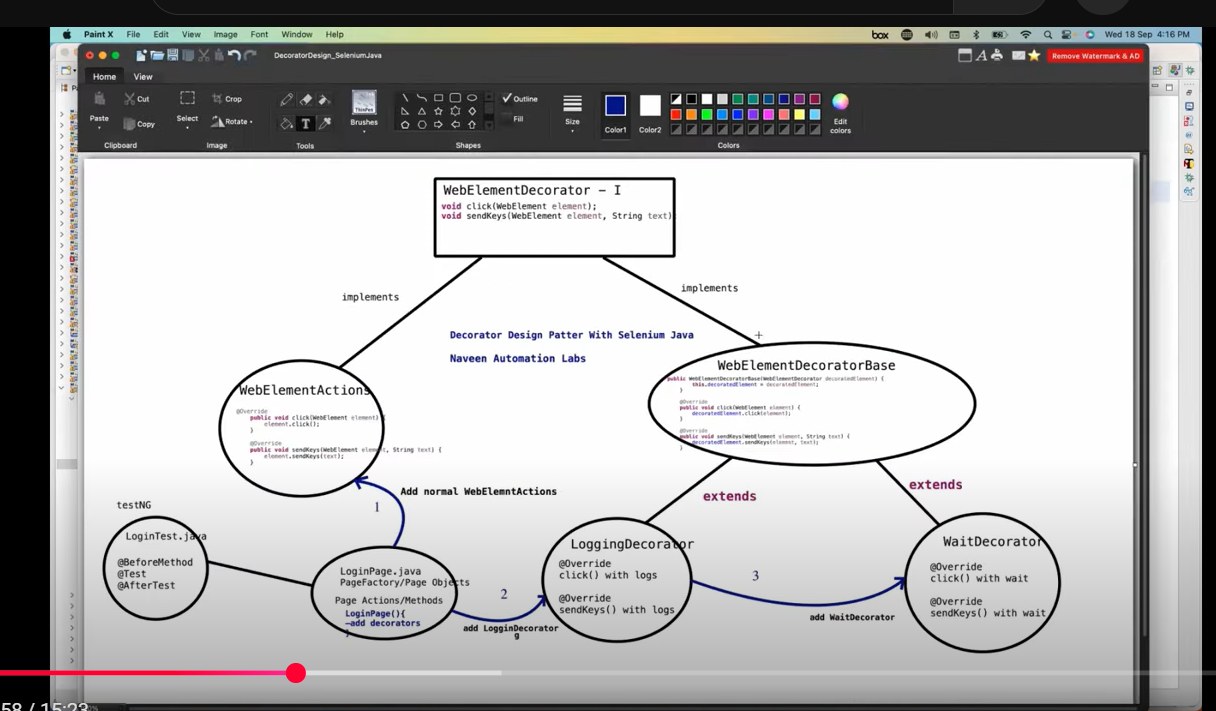 Paint X File Edit View Image Font Window Help
box Wed 18 Sep 4:16 PM
DecoratorDesign_SeleniumJava
Remove Watermark & AD
Home View
Paste Cut Copy
Clipboard
Select Crop Rotate
Image
T
Tools
ThinPen
Brushes
Outline
Fill
Shapes
Size
Color1 Color2
Edit colors
Colors
WebElementDecorator – I
void click(WebElement element);
void sendKeys(WebElement element, String text)
implements
implements
Decorator Design Patter With Selenium Java
Naveen Automation Labs
WebElementActions
@Override
public void click(WebElement element) {
element.click();
}
@Override
public void sendKeys(WebElement element, String text) {
element.sendKeys(text);
}
WebElementDecoratorBase
public WebElementDecoratorBase(WebElementDecorator decoratedElement) {
this.decoratedElement = decoratedElement;
}
@Override
public void click(WebElement element) {
decoratedElement.click(element);
}
@Override
public void sendKeys(WebElement element, String text) {
decoratedElement.sendKeys(element, text);
}
extends
extends
Add normal WebElemntActions
1
testNG
LoginTest.java
@BeforeMethod
@Test
@AfterTest
LoginPage.java
PageFactory/Page Objects
Page Actions/Methods
LoginPage(){
–add decorators
}
2
add LogginDecorator
g
LoggingDecorator
@Override
click() with logs
@Override
sendKeys() with logs
3
add WaitDecorator
WaitDecorator
@Override
click() with wait
@Override
sendKeys() with wait
58 / 15:23